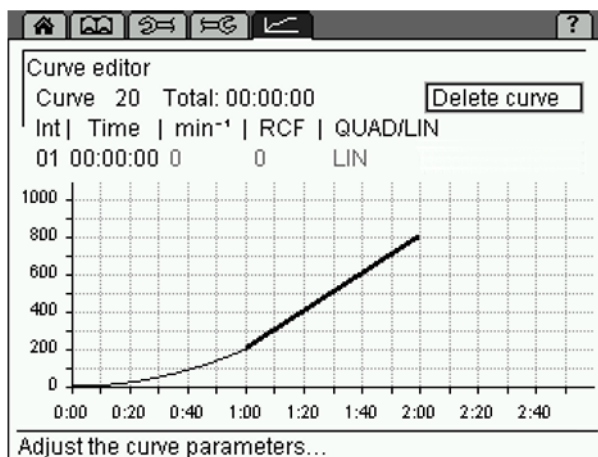 ?
Curve editor
Curve 20 Total: 00:00:00 Delete curve
Int | Time | min⁻¹ | RCF | QUAD/LIN
01 00:00:00 0 0 LIN
1000
800
600
400
200
0
0:00 0:20 0:40 1:00 1:20 1:40 2:00 2:20 2:40
Adjust the curve parameters...